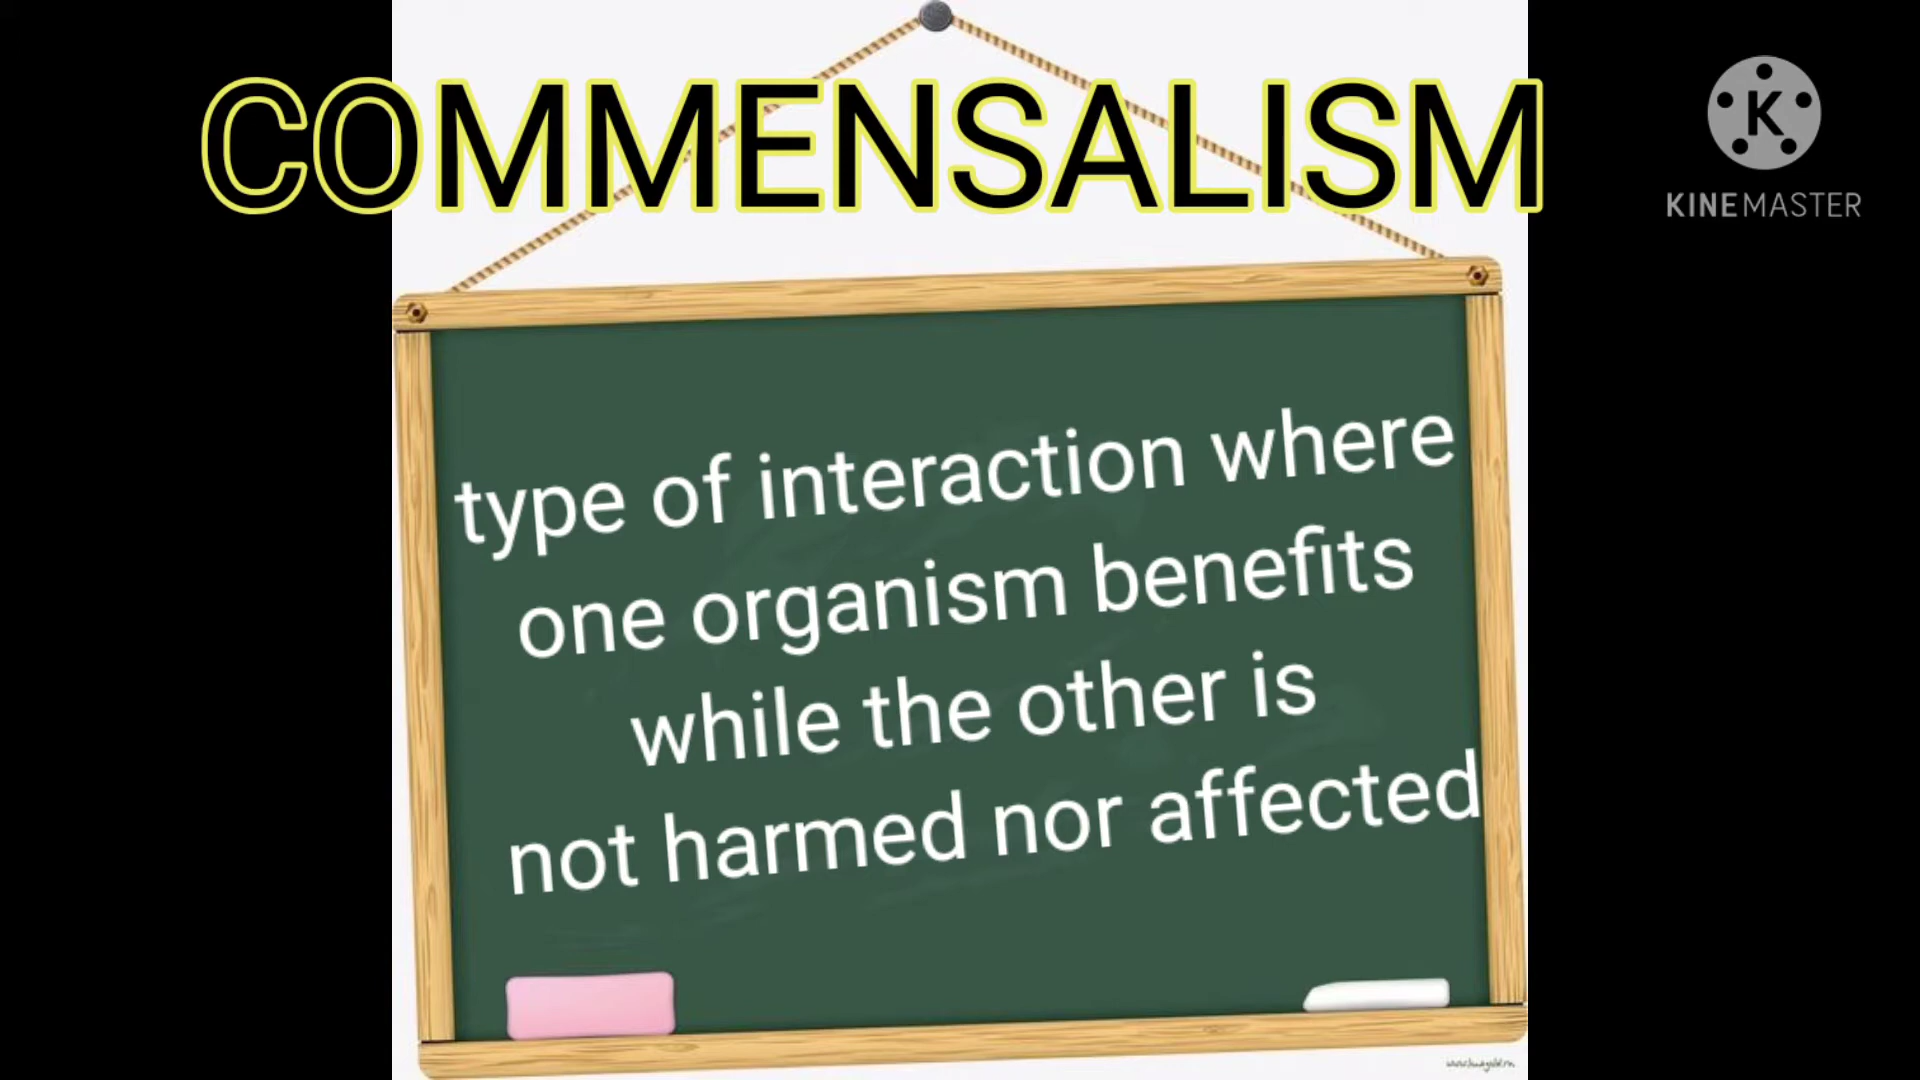 COMMENSALISM
K
KINEMASTER
type of interaction where
one organism benefits
while the other is
not harmed nor affected